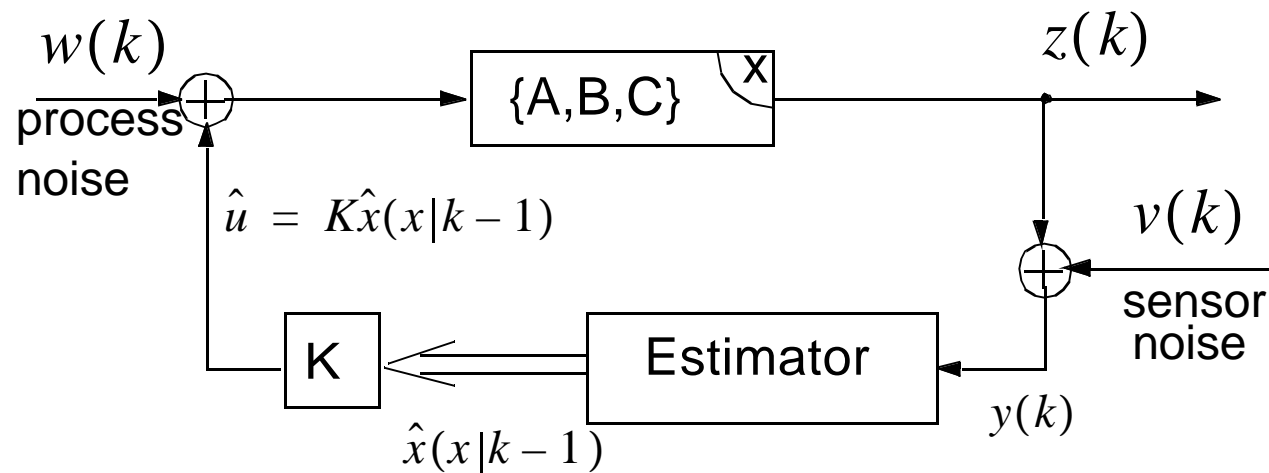 w(k)
process
noise
{A,B,C}
x
z(k)
û = Kx̂(x|k – 1)
v(k)
sensor
noise
K
Estimator
y(k)
x̂(x|k – 1)